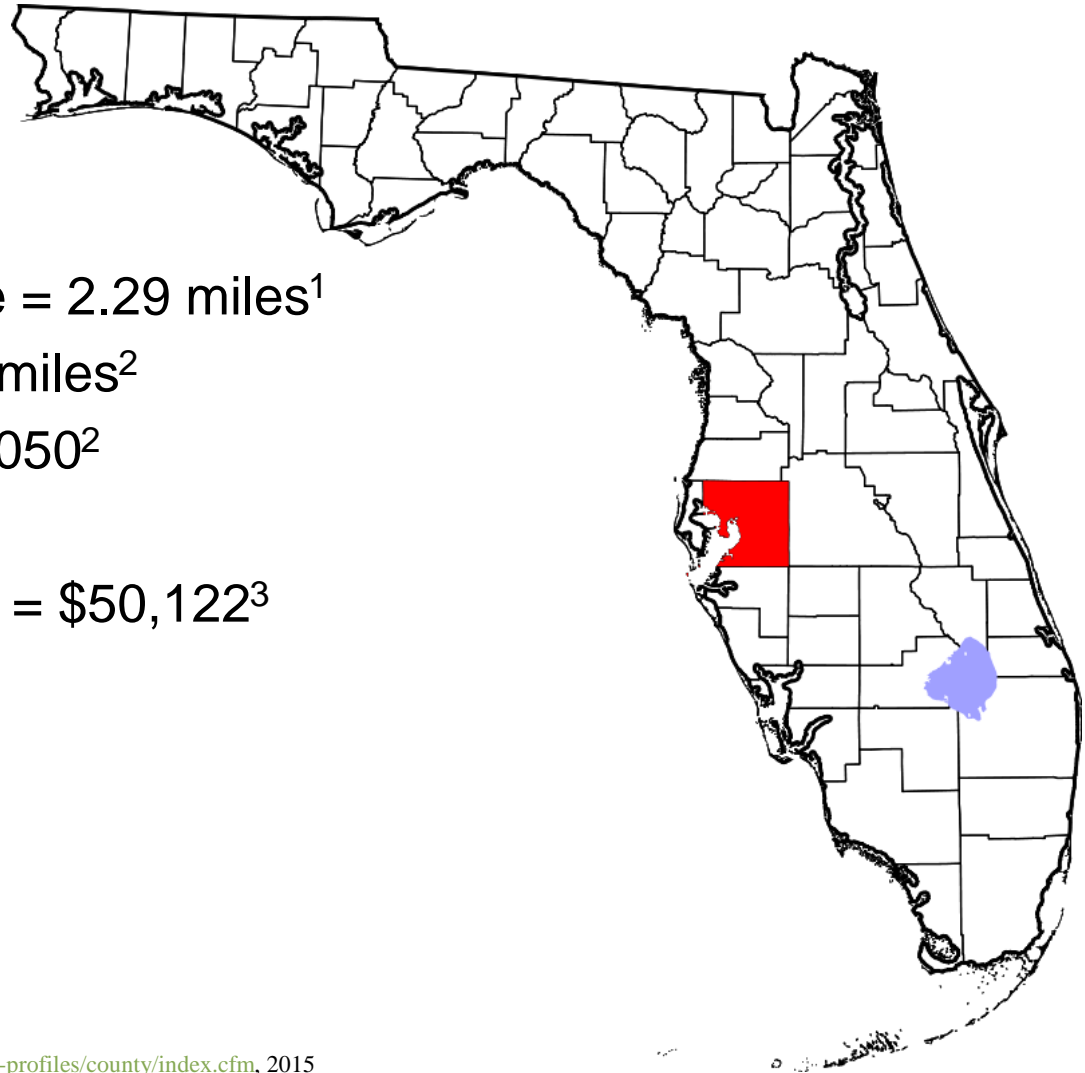 e = 2.29 miles¹
miles²
050²
= $50,122³
-profiles/county/index.cfm, 2015